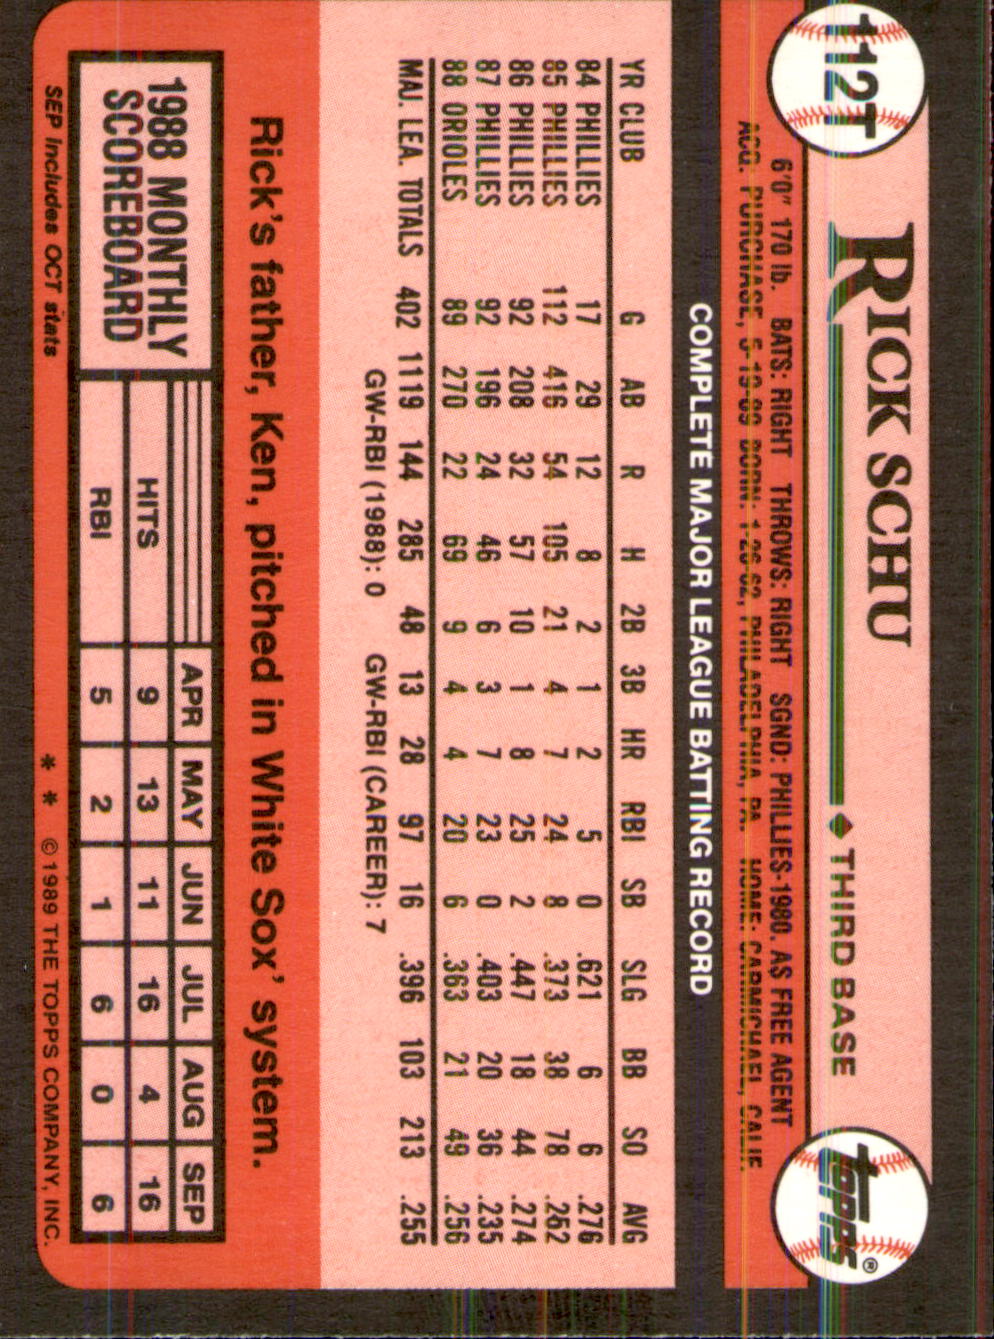 112T
RICK SCHU
◆ THIRD BASE
TOPPS®
6'0" 170 lb. BATS: RIGHT THROWS: RIGHT SGND: PHILLIES-1980. AS FREE AGENT
ACQ. PURCHASE, BORN: 1-26-62, PHILADELPHIA, PA. HOME: CARMICHAEL, CALIF.
COMPLETE MAJOR LEAGUE BATTING RECORD
YR CLUB G AB R H 2B 3B HR RBI SB SLG BB SO AVG
84 PHILLIES 17 29 12 8 2 1 2 5 0 .621 6 6 .276
85 PHILLIES 112 416 54 105 21 4 7 24 8 .373 38 78 .252
86 PHILLIES 92 208 32 57 10 1 8 25 2 .447 18 44 .274
87 PHILLIES 92 196 24 46 6 3 7 23 0 .403 20 36 .235
88 ORIOLES 89 270 22 69 9 4 4 20 6 .363 21 49 .256
MAJ. LEA. TOTALS 402 1119 144 285 48 13 28 97 16 .396 103 213 .255
GW-RBI (1988): 0 GW-RBI (CAREER): 7
Rick's father, Ken, pitched in White Sox' system.
1988 MONTHLY
SCOREBOARD
APR MAY JUN JUL AUG SEP
HITS 9 13 11 16 4 16
RBI 5 2 1 6 0 6
SEP Includes OCT stats
* * ©1989 THE TOPPS COMPANY, INC.